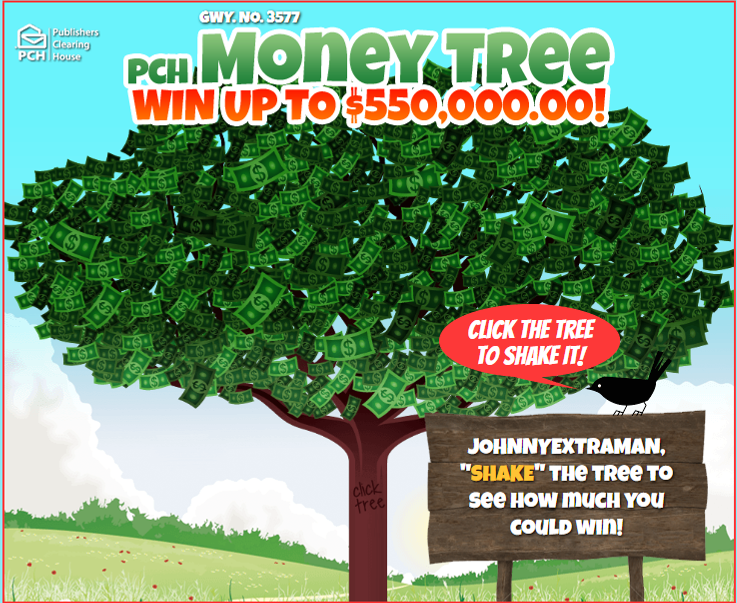 GWY. NO. 3577
PCH
Publishers
Clearing
House
PCH MONEY TREE
WIN UP TO $550,000.00!
CLICK THE TREE
TO SHAKE IT!
JOHNNYEXTRAMAN,
"SHAKE" THE TREE TO
SEE HOW MUCH YOU
COULD WIN!
click
tree